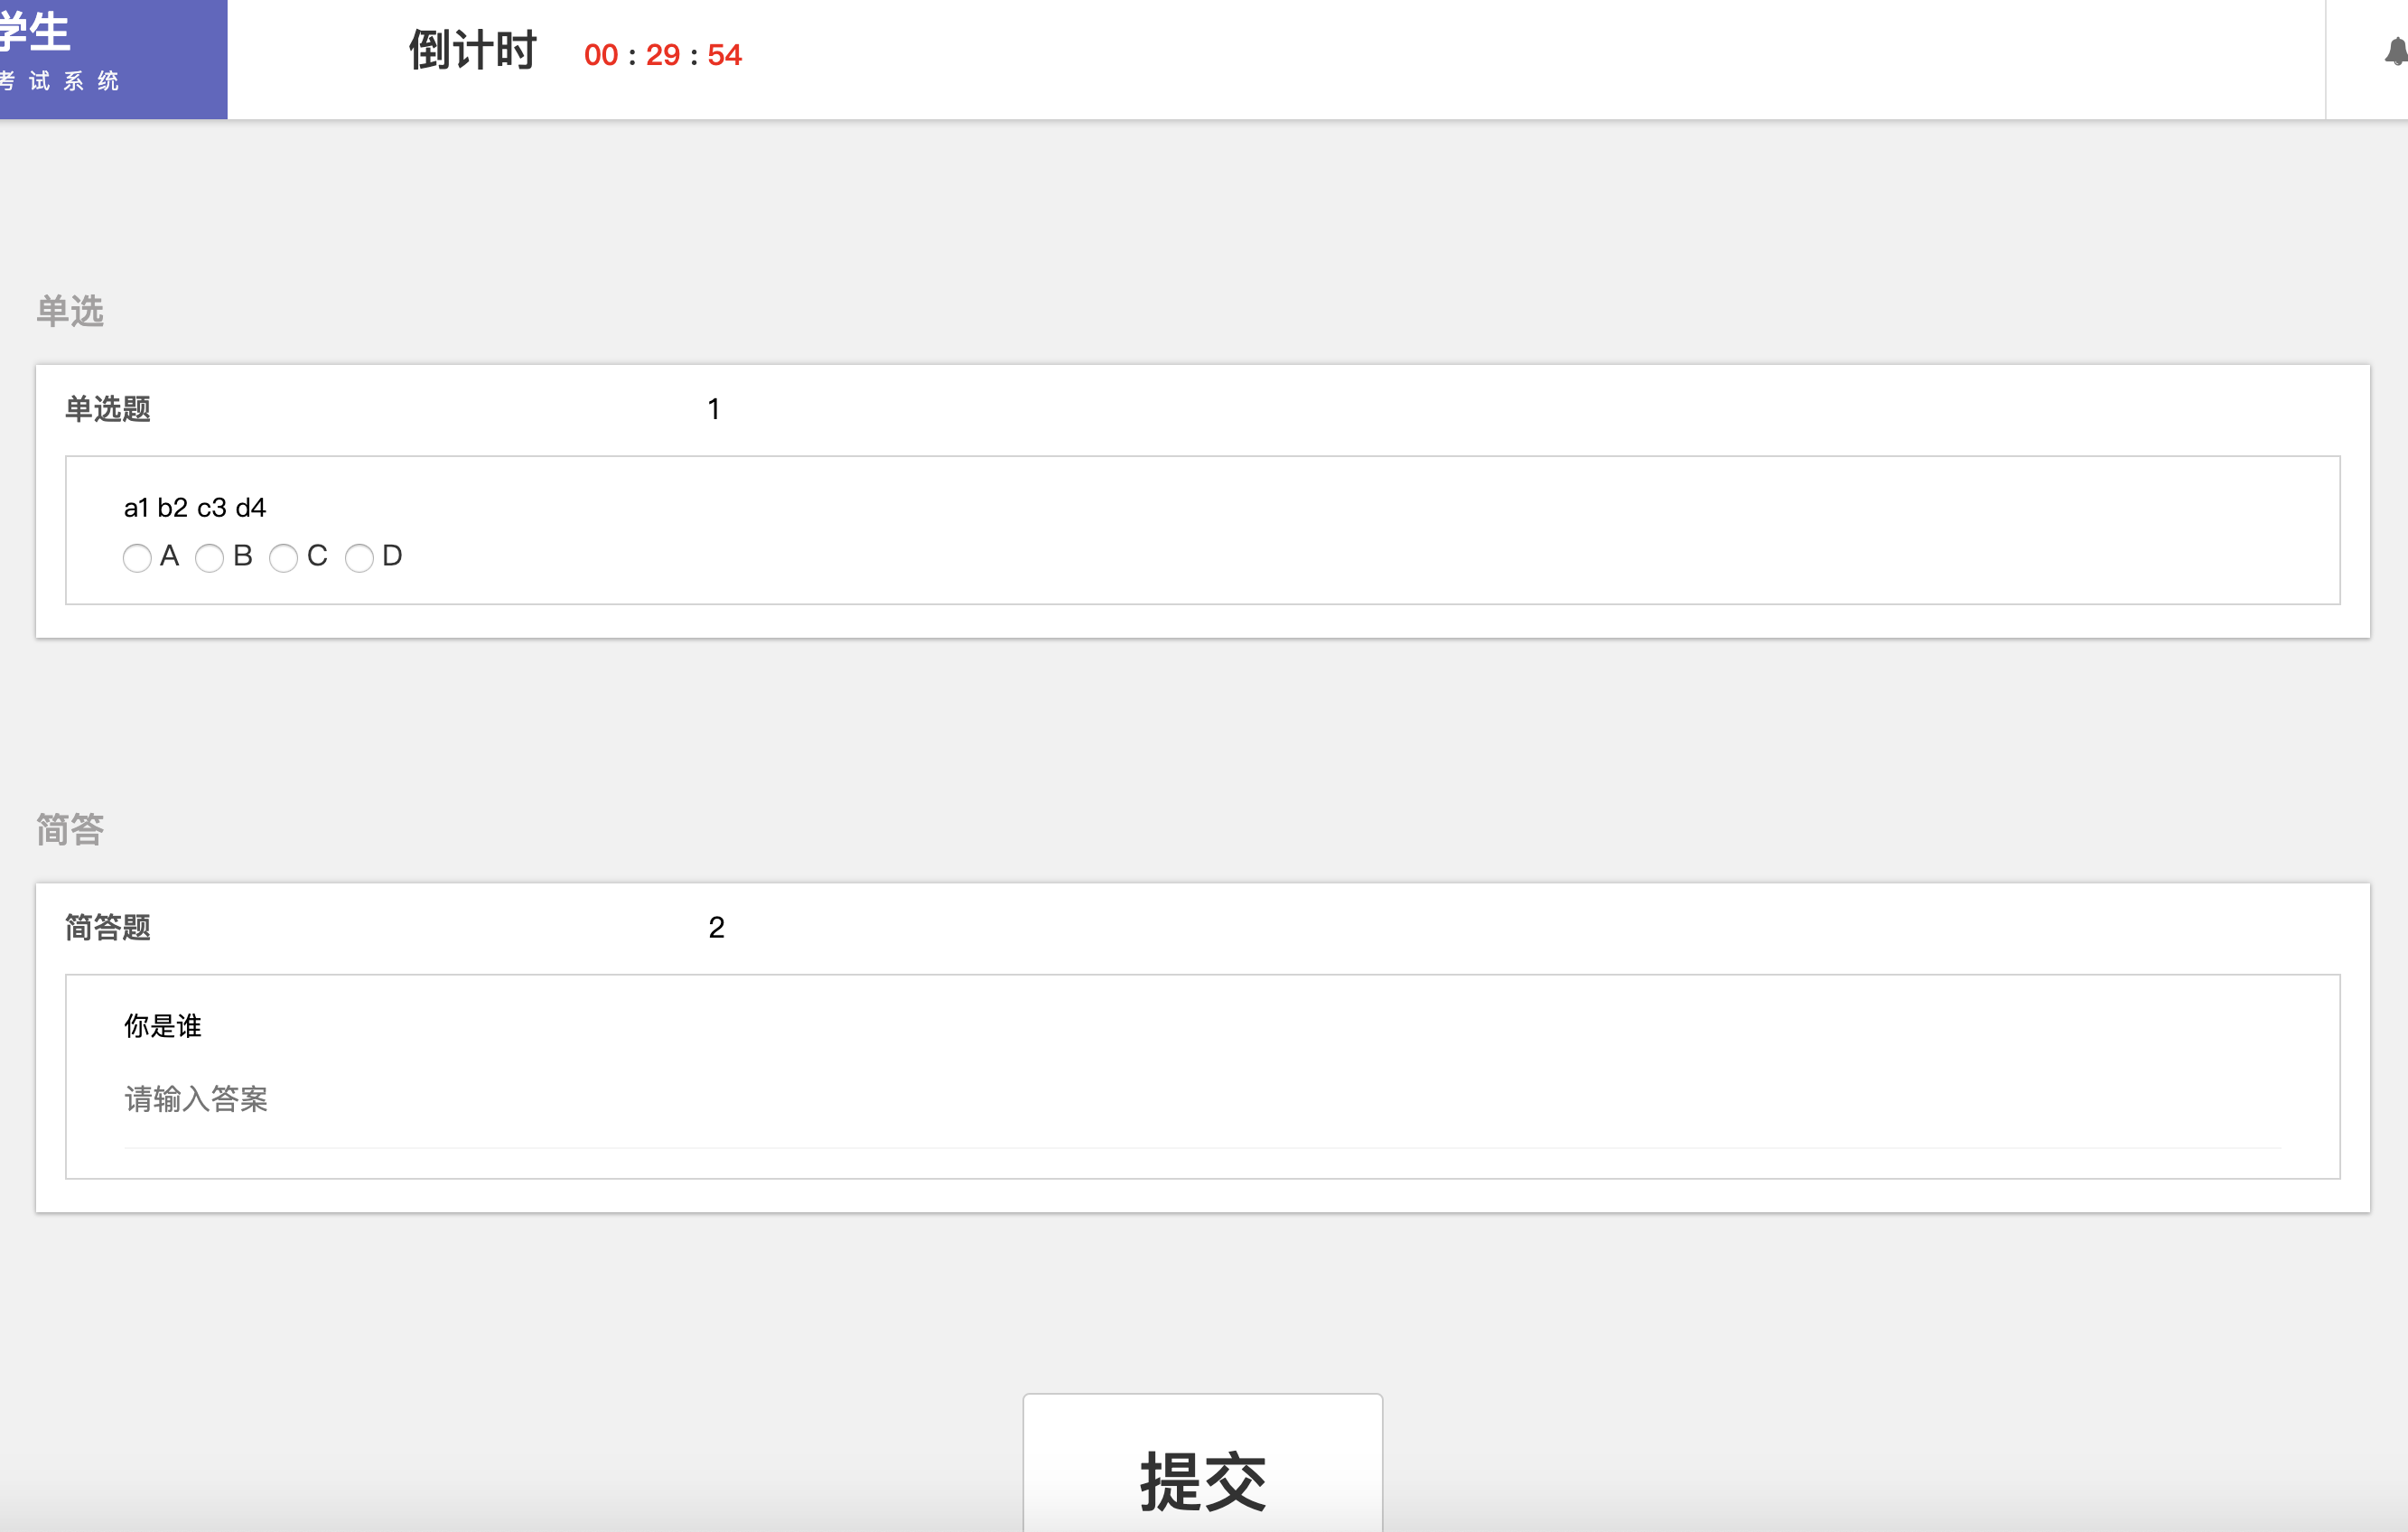 学生
考试系统
倒计时 00 : 29 : 54
单选
单选题 1
a1 b2 c3 d4
A B C D
简答
简答题 2
你是谁
请输入答案
提交